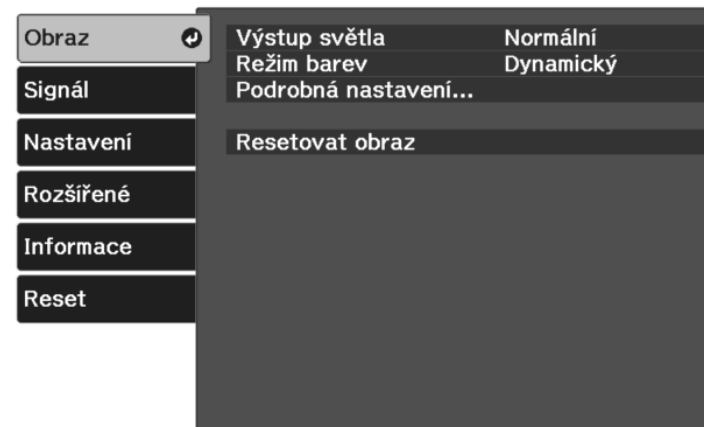 Obraz
Signál
Nastavení
Rozšířené
Informace
Reset
Výstup světla Normální
Režim barev Dynamický
Podrobná nastavení...
Resetovat obraz